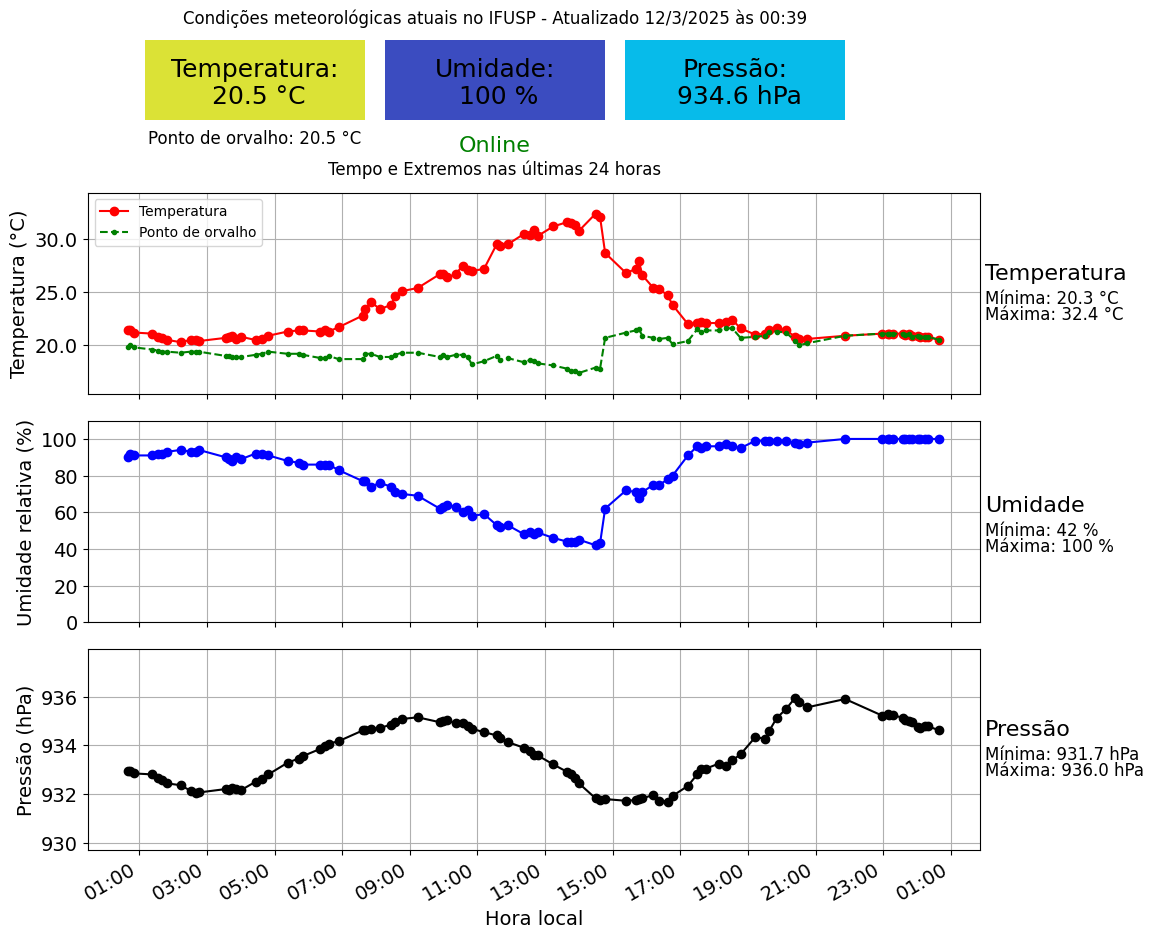 Condições meteorológicas atuais no IFUSP - Atualizado 12/3/2025 às 00:39
Temperatura:
20.5 °C
Umidade:
100 %
Pressão:
934.6 hPa
Ponto de orvalho: 20.5 °C
Online
Tempo e Extremos nas últimas 24 horas
Temperatura (°C)
30.0
25.0
20.0
Temperatura
Ponto de orvalho
Temperatura
Mínima: 20.3 °C
Máxima: 32.4 °C
Umidade relativa (%)
100
80
60
40
20
0
Umidade
Mínima: 42 %
Máxima: 100 %
Pressão (hPa)
936
934
932
930
Pressão
Mínima: 931.7 hPa
Máxima: 936.0 hPa
01:00 03:00 05:00 07:00 09:00 11:00 13:00 15:00 17:00 19:00 21:00 23:00 01:00
Hora local